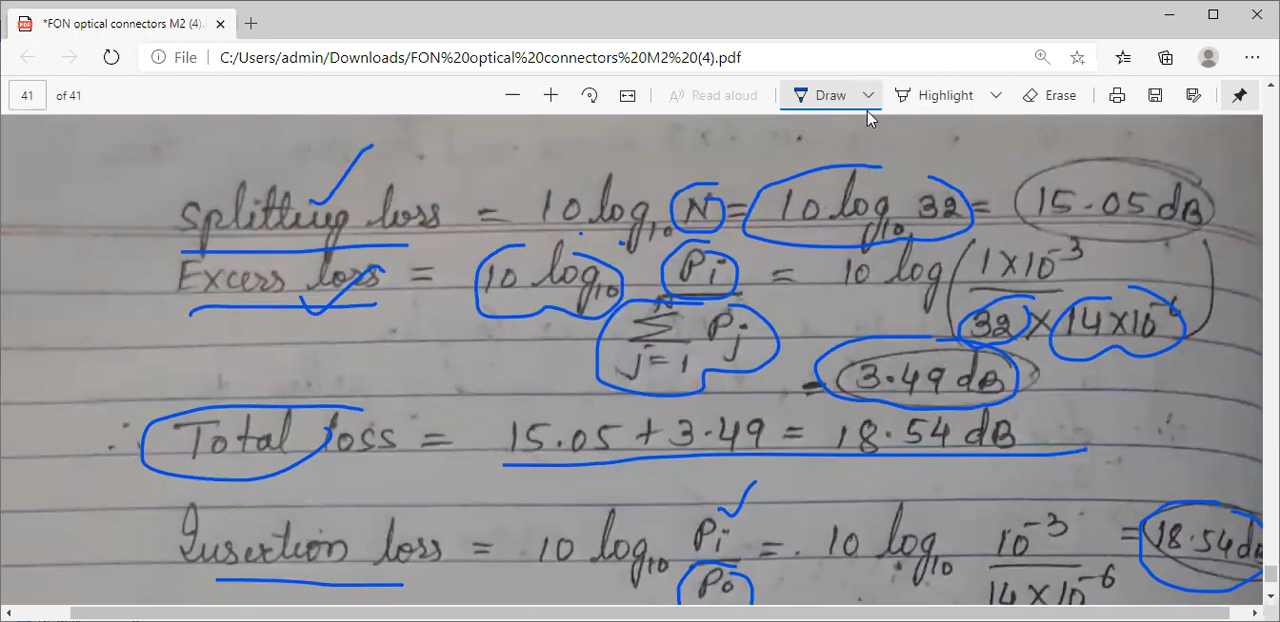 *FON optical connectors M2 (4).
File C:/Users/admin/Downloads/FON%20optical%20connectors%20M2%20(4).pdf
41 of 41 Read aloud Draw Highlight Erase
Splitting loss = 10 log₁₀ N = 10 log₁₀ 32 = 15.05 dB
Excess loss = 10 log₁₀ Pi / Σ Pj (j=1 to N) = 10 log (1×10⁻³ / 32 × 14×10⁻⁶)
= 3.49 dB
∴ Total loss = 15.05 + 3.49 = 18.54 dB
Insertion loss = 10 log₁₀ Pi / Po = 10 log₁₀ 10⁻³ / 14×10⁻⁶ = 18.54 dB